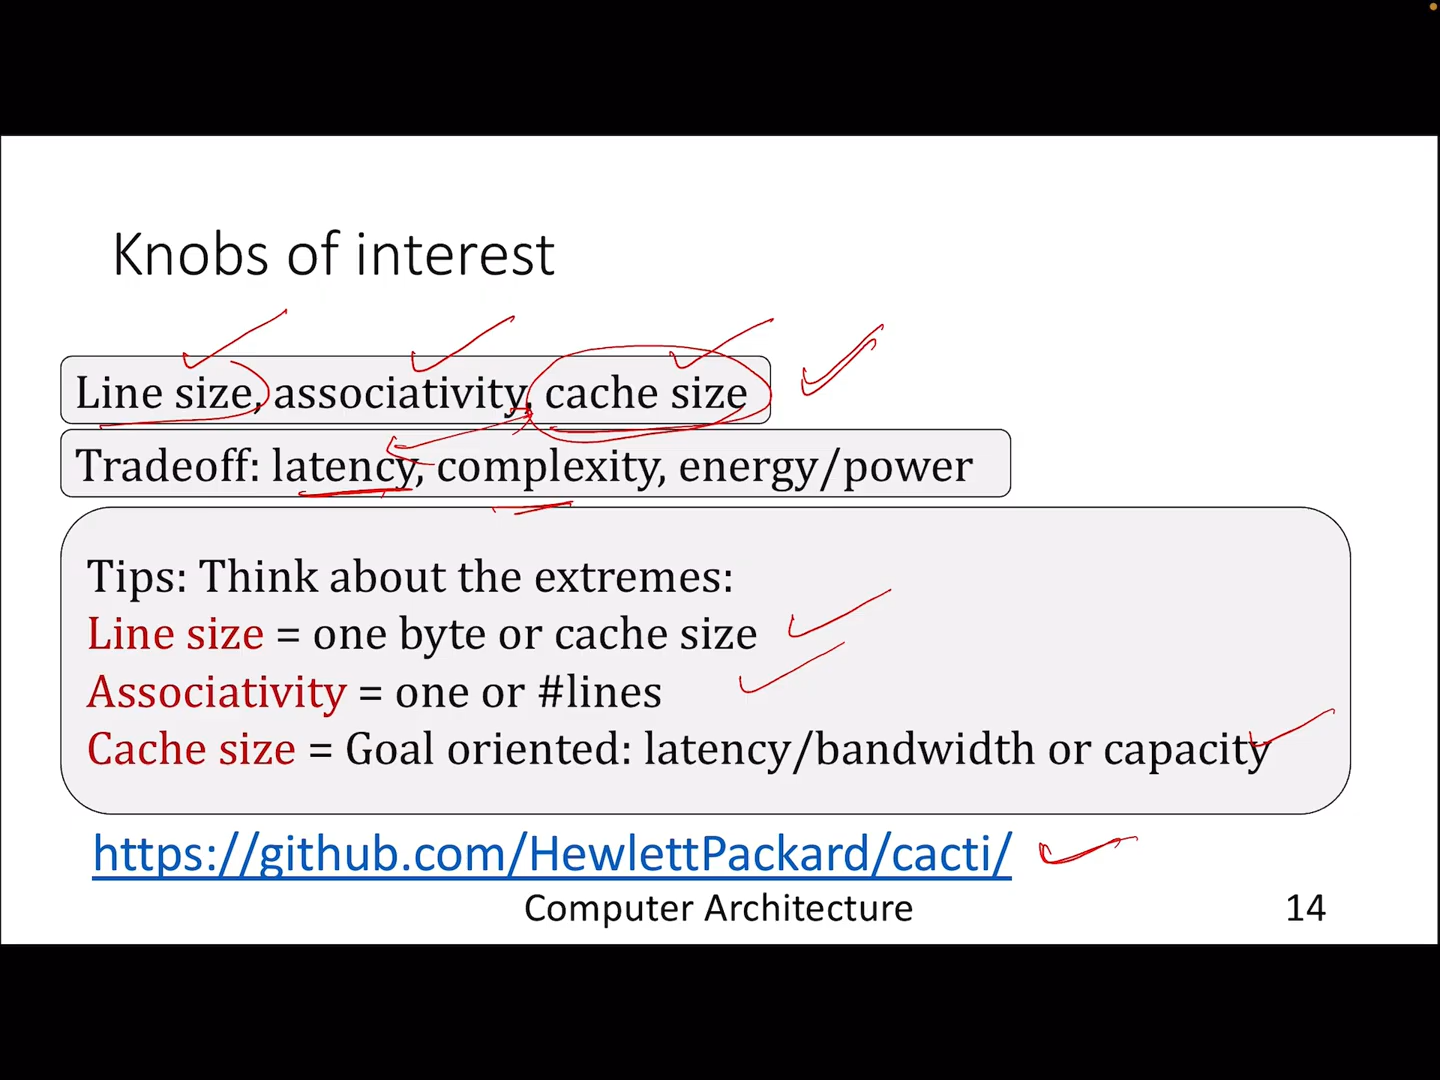 Knobs of interest
Line size, associativity, cache size
Tradeoff: latency, complexity, energy/power
Tips: Think about the extremes:
Line size = one byte or cache size
Associativity = one or #lines
Cache size = Goal oriented: latency/bandwidth or capacity
https://github.com/HewlettPackard/cacti/
Computer Architecture
14